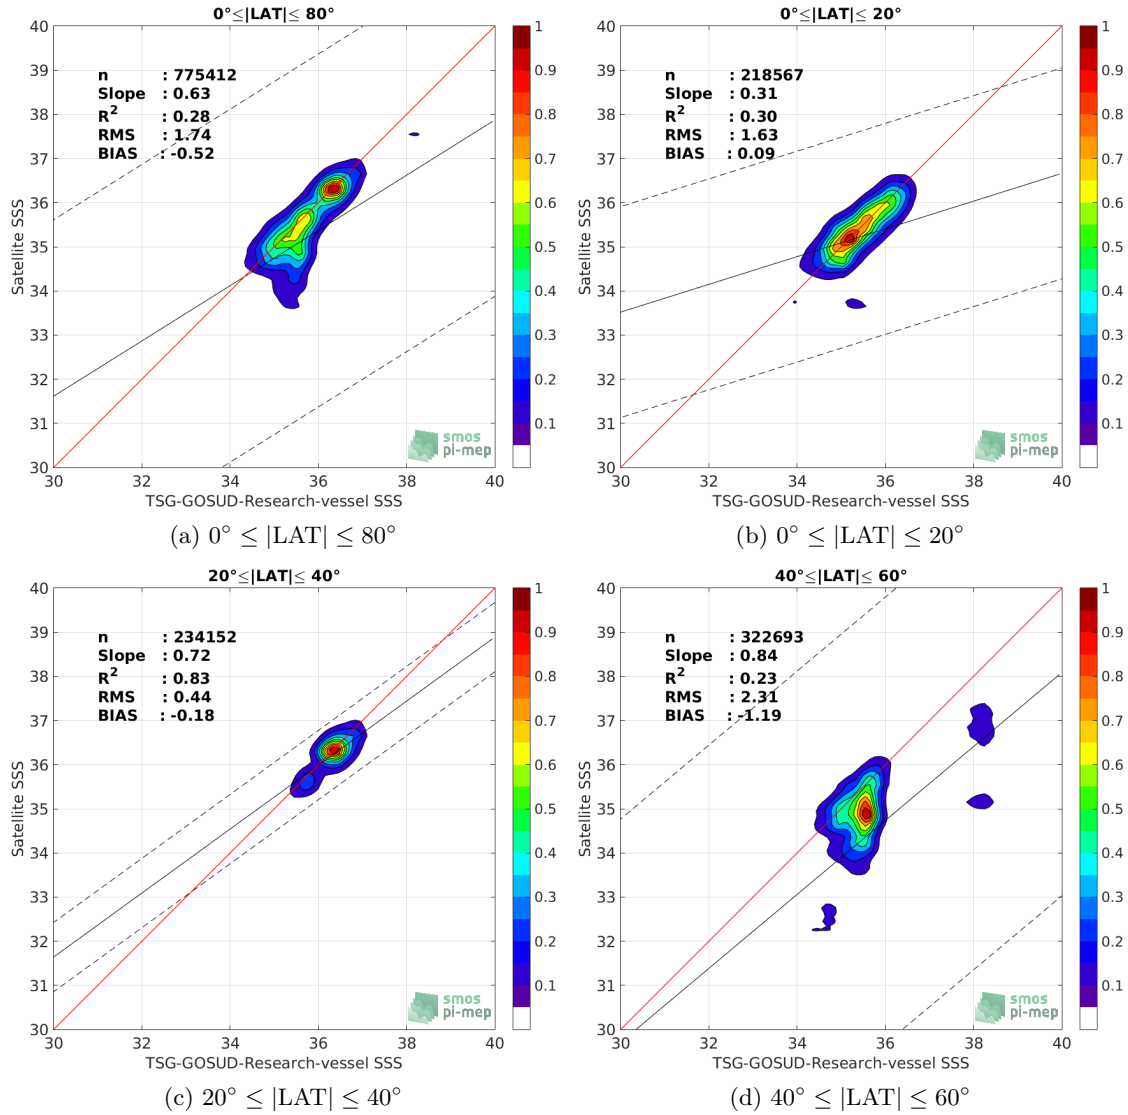 0°≤|LAT|≤ 80°
40
39
38
37
36
35
34
33
32
31
30
Satellite SSS
n : 775412
Slope : 0.63
R² : 0.28
RMS : 1.74
BIAS : -0.52
smos
pi-mep
30 32 34 36 38 40
TSG-GOSUD-Research-vessel SSS
1
0.9
0.8
0.7
0.6
0.5
0.4
0.3
0.2
0.1
(a) 0° ≤ |LAT| ≤ 80°
0°≤|LAT|≤ 20°
40
39
38
37
36
35
34
33
32
31
30
Satellite SSS
n : 218567
Slope : 0.31
R² : 0.30
RMS : 1.63
BIAS : 0.09
smos
pi-mep
30 32 34 36 38 40
TSG-GOSUD-Research-vessel SSS
1
0.9
0.8
0.7
0.6
0.5
0.4
0.3
0.2
0.1
(b) 0° ≤ |LAT| ≤ 20°
20°≤|LAT|≤ 40°
40
39
38
37
36
35
34
33
32
31
30
Satellite SSS
n : 234152
Slope : 0.72
R² : 0.83
RMS : 0.44
BIAS : -0.18
smos
pi-mep
30 32 34 36 38 40
TSG-GOSUD-Research-vessel SSS
1
0.9
0.8
0.7
0.6
0.5
0.4
0.3
0.2
0.1
(c) 20° ≤ |LAT| ≤ 40°
40°≤|LAT|≤ 60°
40
39
38
37
36
35
34
33
32
31
30
Satellite SSS
n : 322693
Slope : 0.84
R² : 0.23
RMS : 2.31
BIAS : -1.19
smos
pi-mep
30 32 34 36 38 40
TSG-GOSUD-Research-vessel SSS
1
0.9
0.8
0.7
0.6
0.5
0.4
0.3
0.2
0.1
(d) 40° ≤ |LAT| ≤ 60°